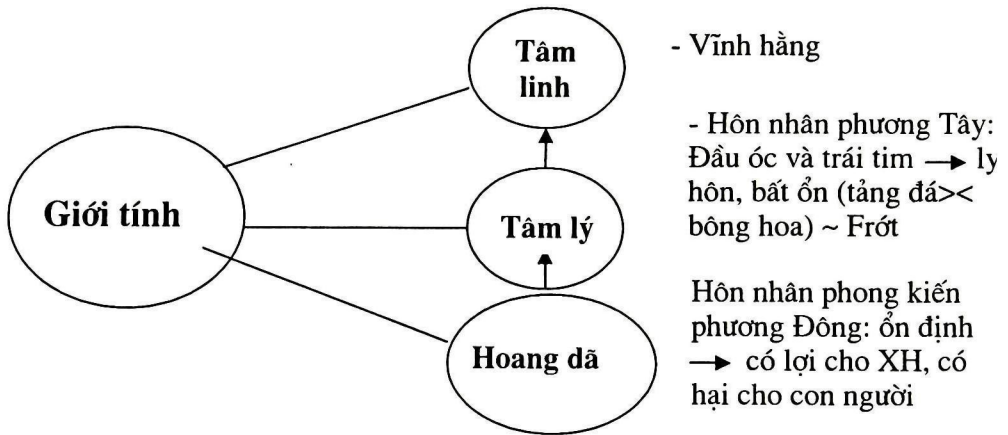 Tâm
linh
- Vĩnh hằng
Giới tính
Tâm lý
- Hôn nhân phương Tây:
Đầu óc và trái tim → ly
hôn, bất ổn (tảng đá><
bông hoa) ~ Frớt
Hoang dã
Hôn nhân phong kiến
phương Đông: ổn định
→ có lợi cho XH, có
hại cho con người